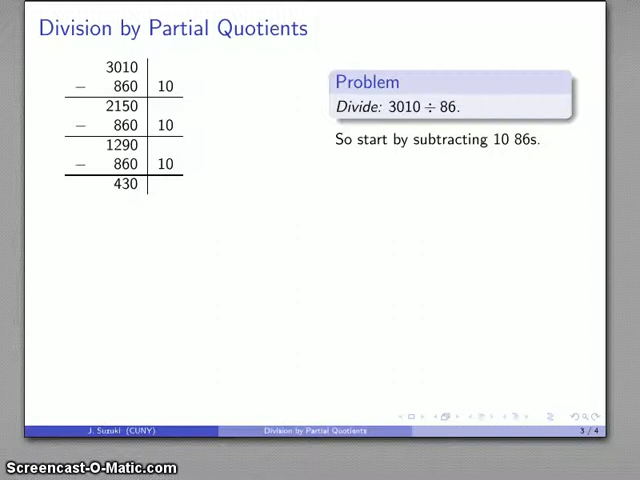 Division by Partial Quotients
3010
− 860 10
2150
− 860 10
1290
− 860 10
430
Problem
Divide: 3010 ÷ 86.
So start by subtracting 10 86s.
J. Suzuki (CUNY) Division by Partial Quotients 3 / 4
Screencast-O-Matic.com